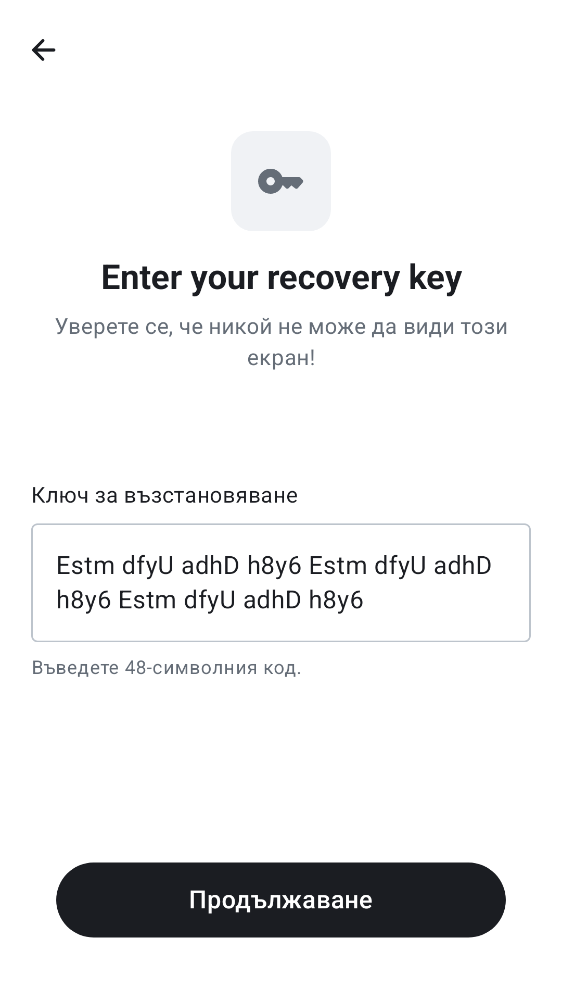 Enter your recovery key
Уверете се, че никой не може да види този
екран!
Ключ за възстановяване
Estm dfyU adhD h8y6 Estm dfyU adhD
h8y6 Estm dfyU adhD h8y6
Въведете 48-символния код.
Продължаване